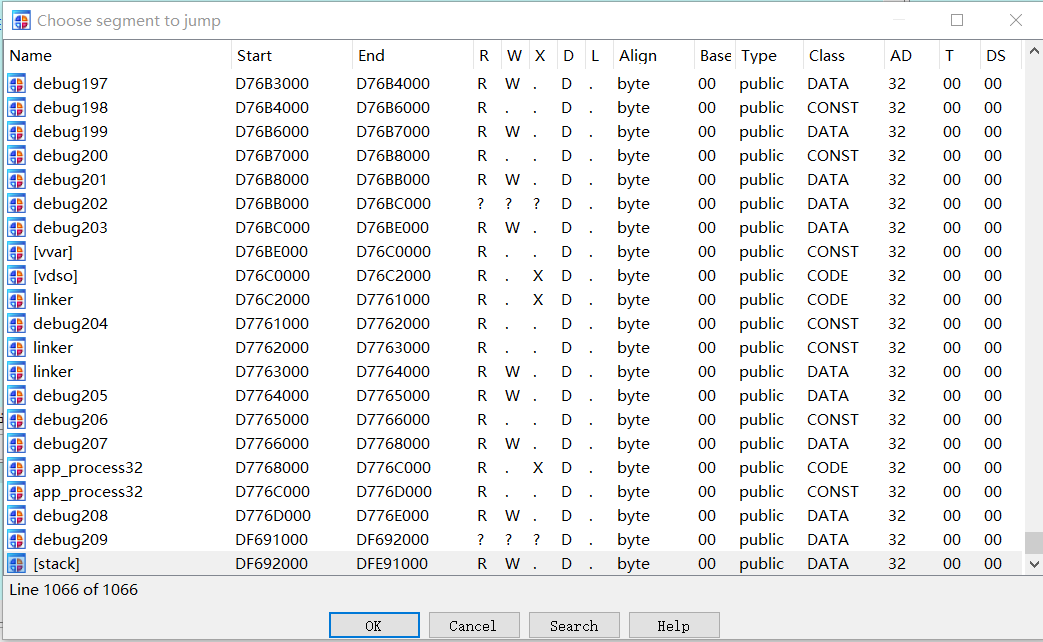 Choose segment to jump
Name Start End R W X D L Align Base Type Class AD T DS
debug197 D76B3000 D76B4000 R W . D . byte 00 public DATA 32 00 00
debug198 D76B4000 D76B6000 R . . D . byte 00 public CONST 32 00 00
debug199 D76B6000 D76B7000 R W . D . byte 00 public DATA 32 00 00
debug200 D76B7000 D76B8000 R . . D . byte 00 public CONST 32 00 00
debug201 D76B8000 D76BB000 R W . D . byte 00 public DATA 32 00 00
debug202 D76BB000 D76BC000 ? ? ? D . byte 00 public DATA 32 00 00
debug203 D76BC000 D76BE000 R W . D . byte 00 public DATA 32 00 00
[vvar] D76BE000 D76C0000 R . . D . byte 00 public CONST 32 00 00
[vdso] D76C0000 D76C2000 R . X D . byte 00 public CODE 32 00 00
linker D76C2000 D7761000 R . X D . byte 00 public CODE 32 00 00
debug204 D7761000 D7762000 R . . D . byte 00 public CONST 32 00 00
linker D7762000 D7763000 R . . D . byte 00 public CONST 32 00 00
linker D7763000 D7764000 R W . D . byte 00 public DATA 32 00 00
debug205 D7764000 D7765000 R W . D . byte 00 public DATA 32 00 00
debug206 D7765000 D7766000 R . . D . byte 00 public CONST 32 00 00
debug207 D7766000 D7768000 R W . D . byte 00 public DATA 32 00 00
app_process32 D7768000 D776C000 R . X D . byte 00 public CODE 32 00 00
app_process32 D776C000 D776D000 R . . D . byte 00 public CONST 32 00 00
debug208 D776D000 D776E000 R W . D . byte 00 public DATA 32 00 00
debug209 DF691000 DF692000 ? ? ? D . byte 00 public DATA 32 00 00
[stack] DF692000 DFE91000 R W . D . byte 00 public DATA 32 00 00
Line 1066 of 1066
OK Cancel Search Help